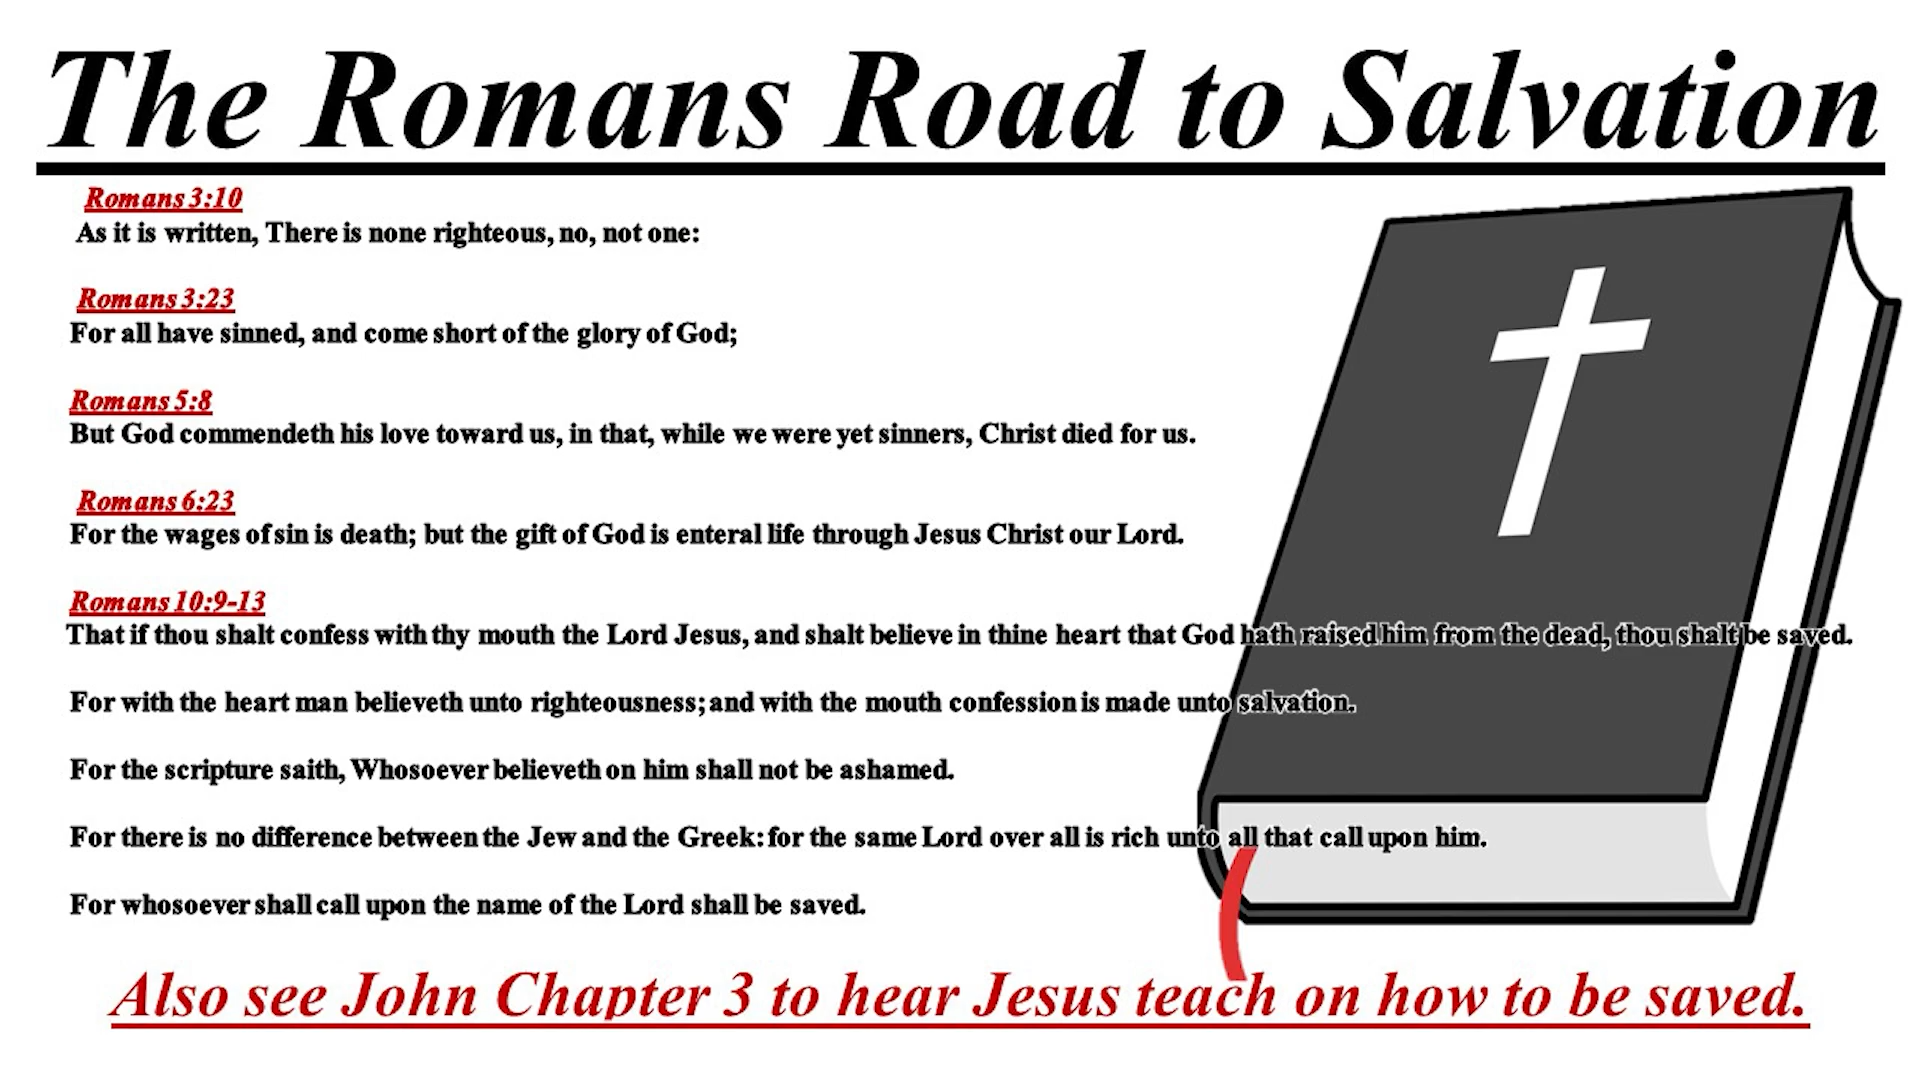 The Romans Road to Salvation
Romans 3:10
As it is written, There is none righteous, no, not one:
Romans 3:23
For all have sinned, and come short of the glory of God;
Romans 5:8
But God commendeth his love toward us, in that, while we were yet sinners, Christ died for us.
Romans 6:23
For the wages of sin is death; but the gift of God is enteral life through Jesus Christ our Lord.
Romans 10:9-13
That if thou shalt confess with thy mouth the Lord Jesus, and shalt believe in thine heart that God hath raised him from the dead, thou shalt be saved.
For with the heart man believeth unto righteousness; and with the mouth confession is made unto salvation.
For the scripture saith, Whosoever believeth on him shall not be ashamed.
For there is no difference between the Jew and the Greek: for the same Lord over all is rich unto all that call upon him.
For whosoever shall call upon the name of the Lord shall be saved.
Also see John Chapter 3 to hear Jesus teach on how to be saved.